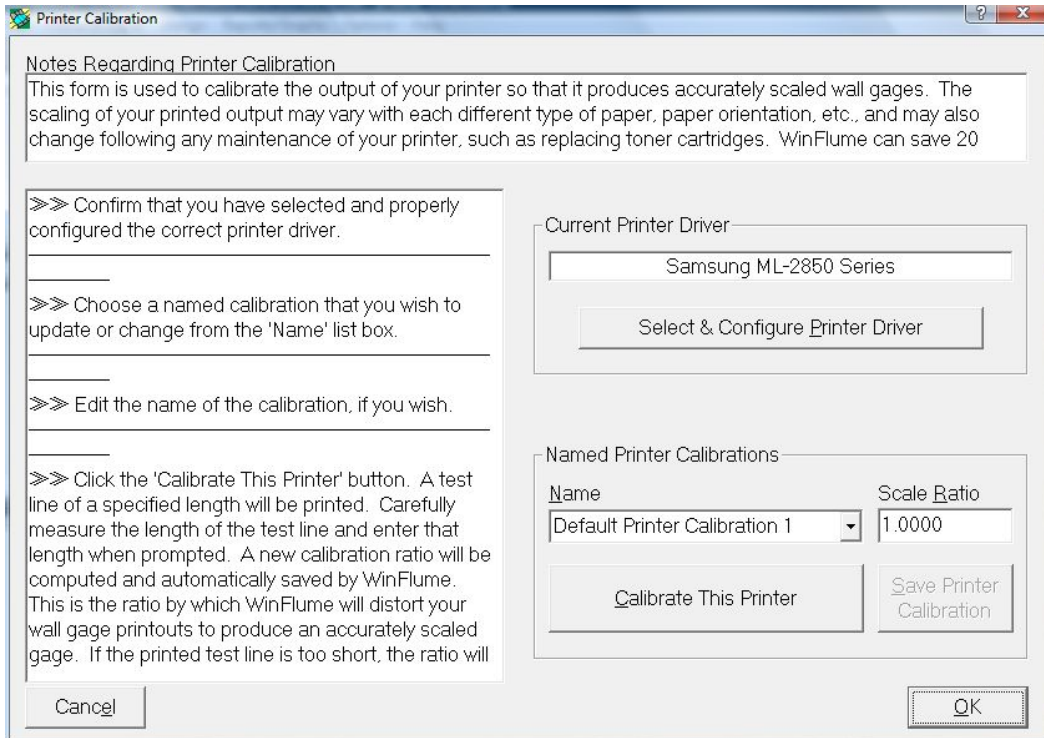 Printer Calibration
Notes Regarding Printer Calibration
This form is used to calibrate the output of your printer so that it produces accurately scaled wall gages. The
scaling of your printed output may vary with each different type of paper, paper orientation, etc., and may also
change following any maintenance of your printer, such as replacing toner cartridges. WinFlume can save 20
>> Confirm that you have selected and properly
configured the correct printer driver.
>> Choose a named calibration that you wish to
update or change from the 'Name' list box.
>> Edit the name of the calibration, if you wish.
>> Click the 'Calibrate This Printer' button. A test
line of a specified length will be printed. Carefully
measure the length of the test line and enter that
length when prompted. A new calibration ratio will be
computed and automatically saved by WinFlume.
This is the ratio by which WinFlume will distort your
wall gage printouts to produce an accurately scaled
gage. If the printed test line is too short, the ratio will
Current Printer Driver
Samsung ML-2850 Series
Select & Configure Printer Driver
Named Printer Calibrations
Name Scale Ratio
Default Printer Calibration 1 1.0000
Calibrate This Printer
Save Printer
Calibration
Cancel
OK